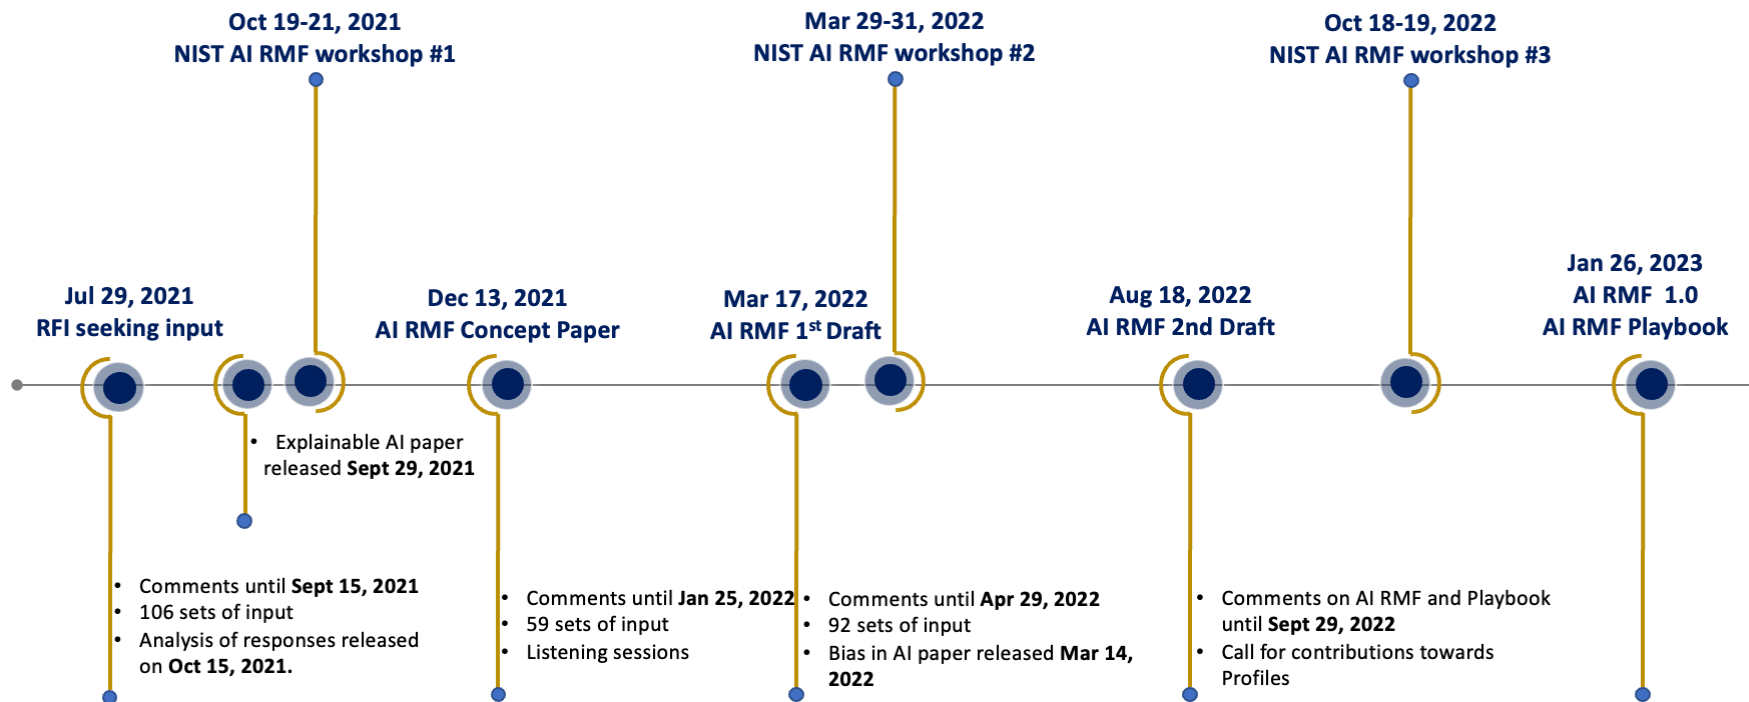 Oct 19-21, 2021
NIST AI RMF workshop #1
Mar 29-31, 2022
NIST AI RMF workshop #2
Oct 18-19, 2022
NIST AI RMF workshop #3
Jul 29, 2021
RFI seeking input
Dec 13, 2021
AI RMF Concept Paper
Mar 17, 2022
AI RMF 1st Draft
Aug 18, 2022
AI RMF 2nd Draft
Jan 26, 2023
AI RMF 1.0
AI RMF Playbook
• Explainable AI paper
released Sept 29, 2021
• Comments until Sept 15, 2021
• 106 sets of input
• Analysis of responses released
on Oct 15, 2021.
• Comments until Jan 25, 2022
• 59 sets of input
• Listening sessions
• Comments until Apr 29, 2022
• 92 sets of input
• Bias in AI paper released Mar 14,
2022
• Comments on AI RMF and Playbook
until Sept 29, 2022
• Call for contributions towards
Profiles